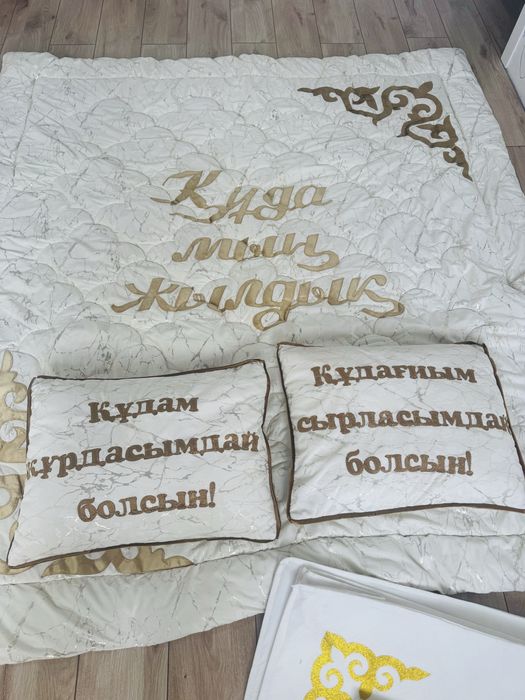 Құда
мың
жылдық
Құдам
құрдасымдай
болсын!
Құдағиым
сырласымдай
болсын!